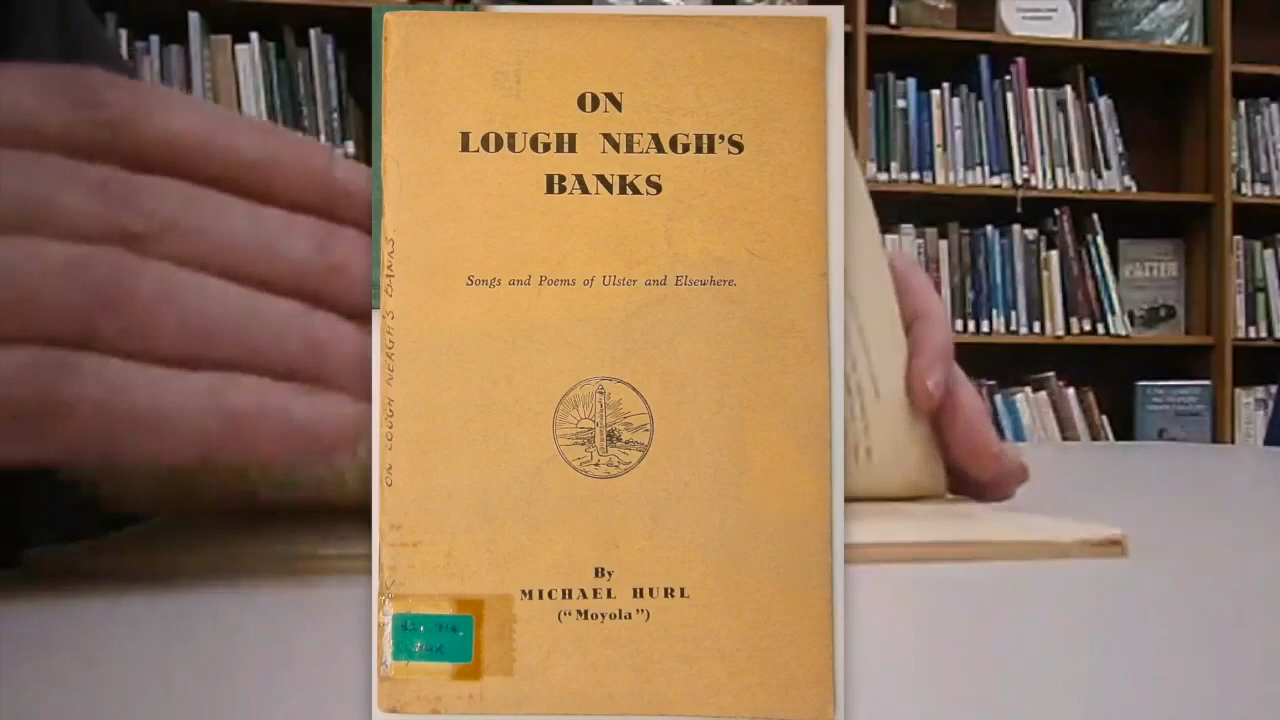 ON
LOUGH NEAGH'S
BANKS
Songs and Poems of Ulster and Elsewhere.
By
MICHAEL HURL
("Moyola")
ON LOUGH NEAGH'S BANKS.